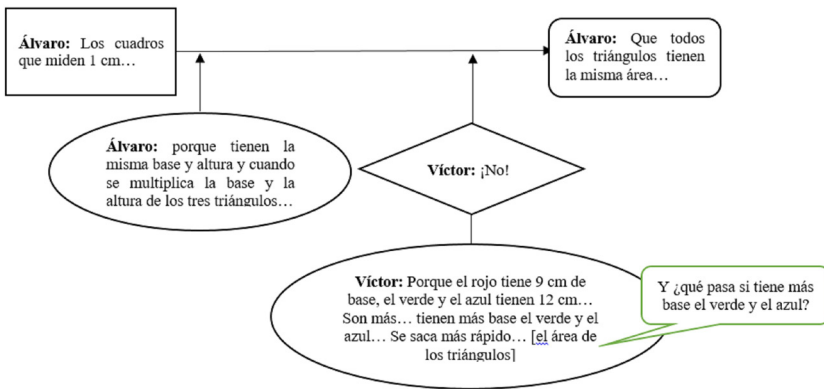 Álvaro: Los cuadros
que miden 1 cm…
Álvaro: Que todos
los triángulos tienen
la misma área…
Álvaro: porque tienen la
misma base y altura y cuando
se multiplica la base y la
altura de los tres triángulos…
Víctor: ¡No!
Víctor: Porque el rojo tiene 9 cm de
base, el verde y el azul tienen 12 cm…
Son más… tienen más base el verde y el
azul… Se saca más rápido… [el área de
los triángulos]
Y ¿qué pasa si tiene más
base el verde y el azul?